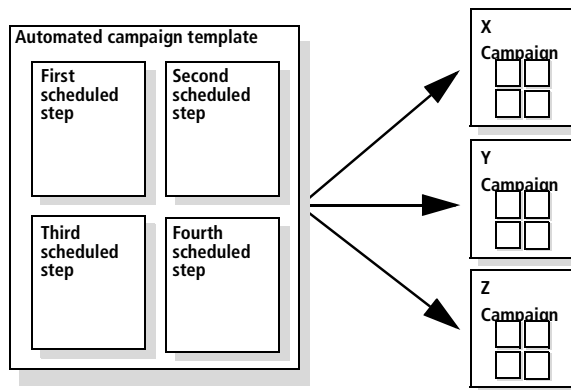 Automated campaign template
First
scheduled
step
Second
scheduled
step
Third
scheduled
step
Fourth
scheduled
step
X
Campaign
Y
Campaign
Z
Campaign